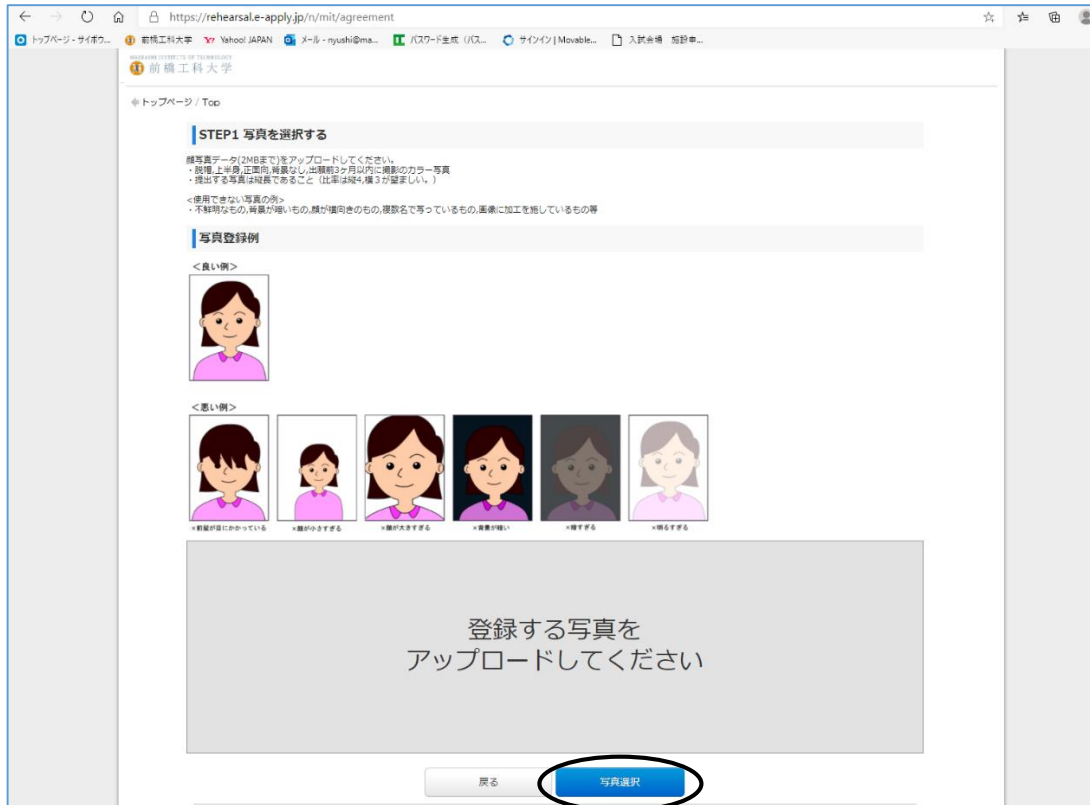 https://rehearsal.e-apply.jp/n/mit/agreement
トップページ - サイボウ... 前橋工科大学 Yahoo! JAPAN メール - nyushi@ma... パスワード生成 (パス... サインイン | Movable... 入試会場 施設申...
MAEBASHI INSTITUTE OF TECHNOLOGY
前橋工科大学
トップページ / Top
STEP1 写真を選択する
顔写真データ(2MBまで)をアップロードしてください。
・脱帽,上半身,正面向,背景なし,出願前3ヶ月以内に撮影のカラー写真
・提出する写真は縦長であること（比率は縦4,横３が望ましい。）
<使用できない写真の例>
・不鮮明なもの,背景が暗いもの,顔が横向きのもの,複数名で写っているもの,画像に加工を施しているもの等
写真登録例
＜良い例＞
＜悪い例＞
×前髪が目にかかっている ×顔が小さすぎる ×顔が大きすぎる ×背景が暗い ×暗すぎる ×明るすぎる
登録する写真を
アップロードしてください
戻る 写真選択